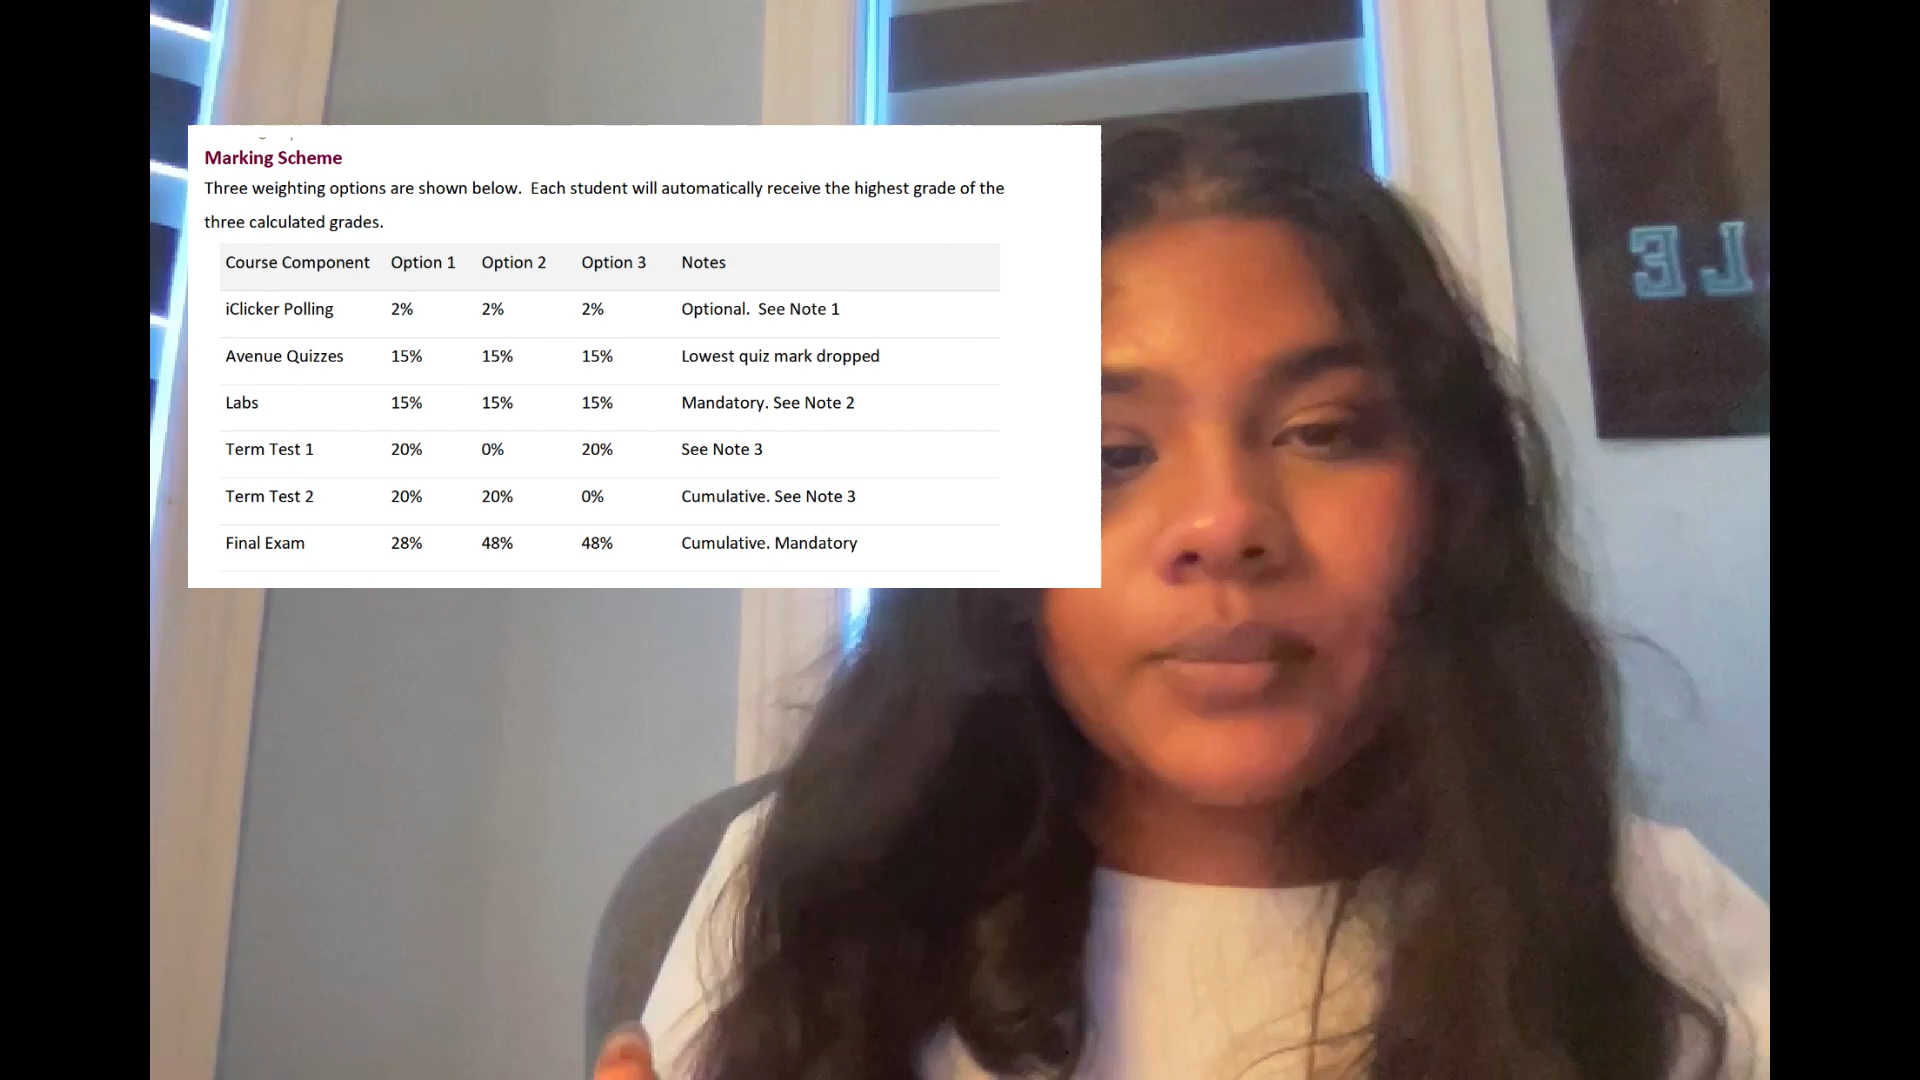 Marking Scheme
Three weighting options are shown below. Each student will automatically receive the highest grade of the
three calculated grades.
Course Component Option 1 Option 2 Option 3 Notes
iClicker Polling 2% 2% 2% Optional. See Note 1
Avenue Quizzes 15% 15% 15% Lowest quiz mark dropped
Labs 15% 15% 15% Mandatory. See Note 2
Term Test 1 20% 0% 20% See Note 3
Term Test 2 20% 20% 0% Cumulative. See Note 3
Final Exam 28% 48% 48% Cumulative. Mandatory